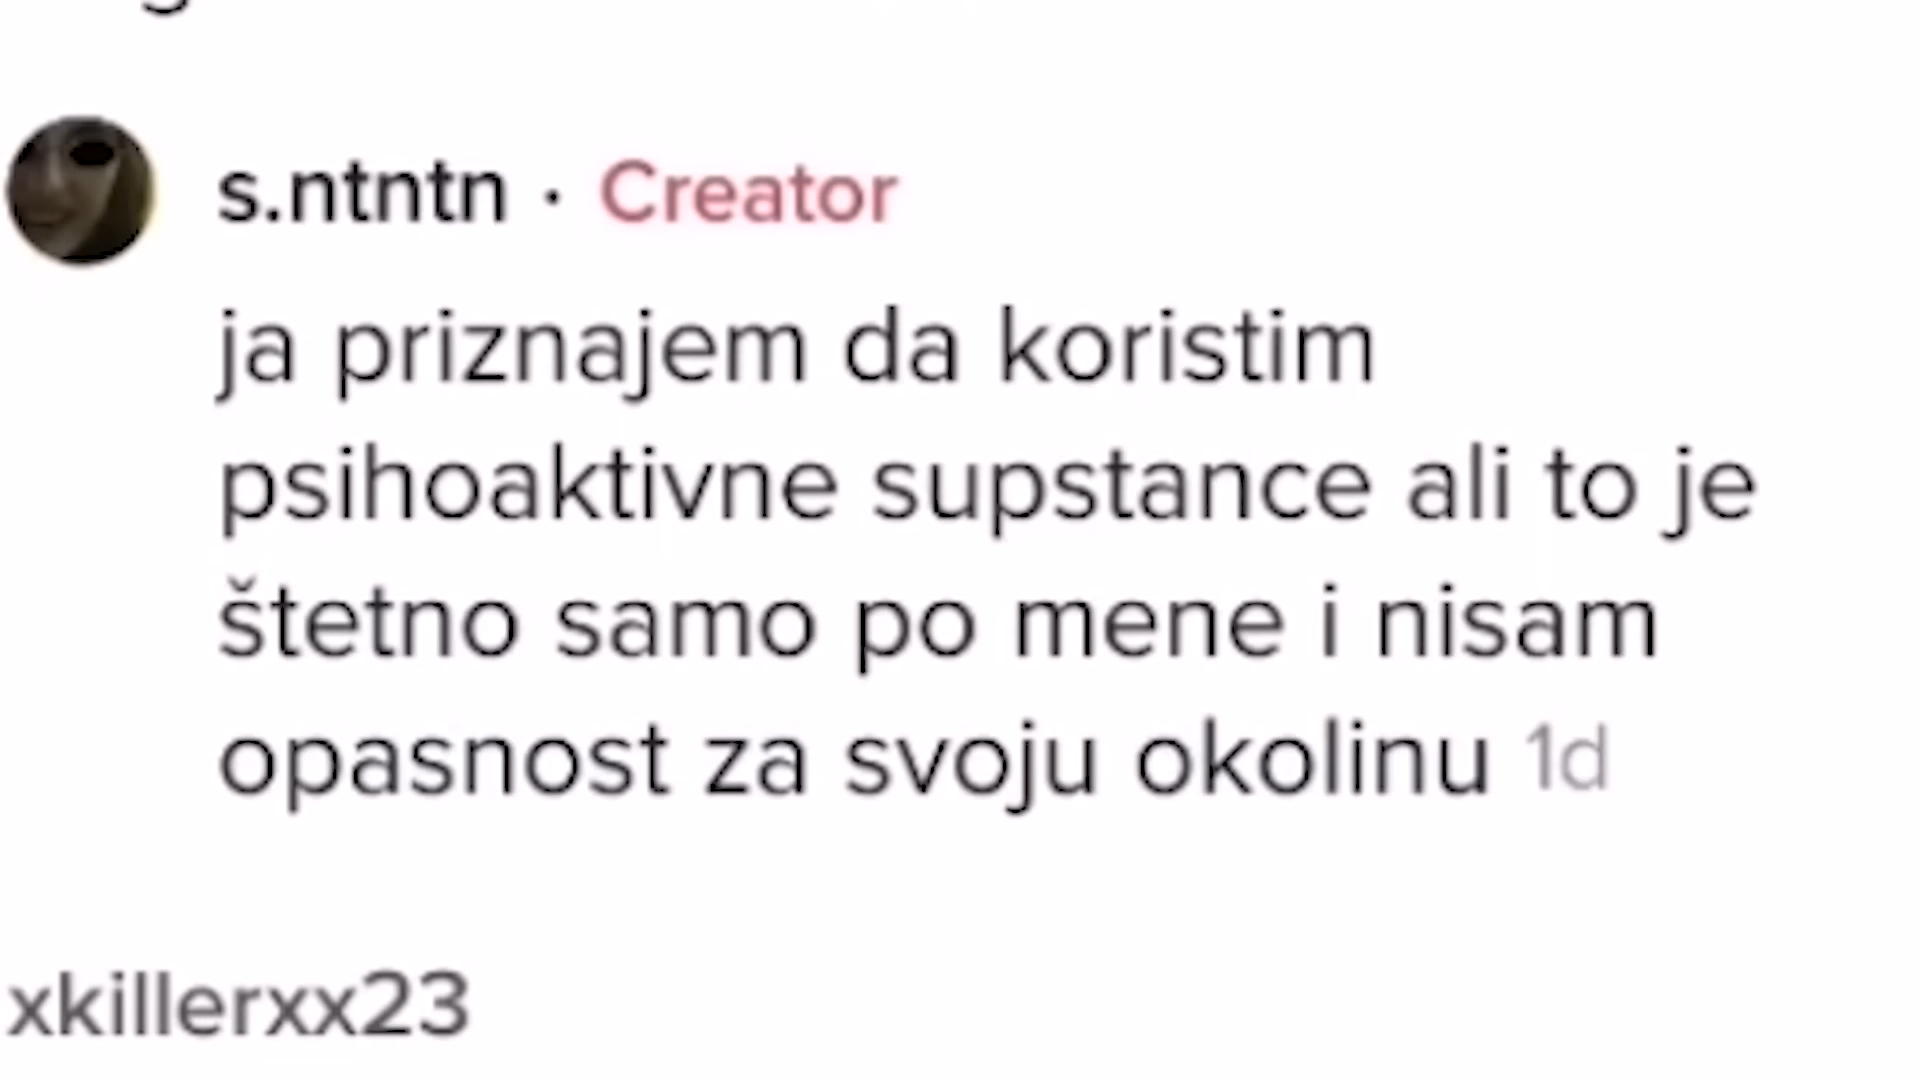 s.ntntn · Creator
ja priznajem da koristim
psihoaktivne supstance ali to je
štetno samo po mene i nisam
opasnost za svoju okolinu 1d
xkillerxx23